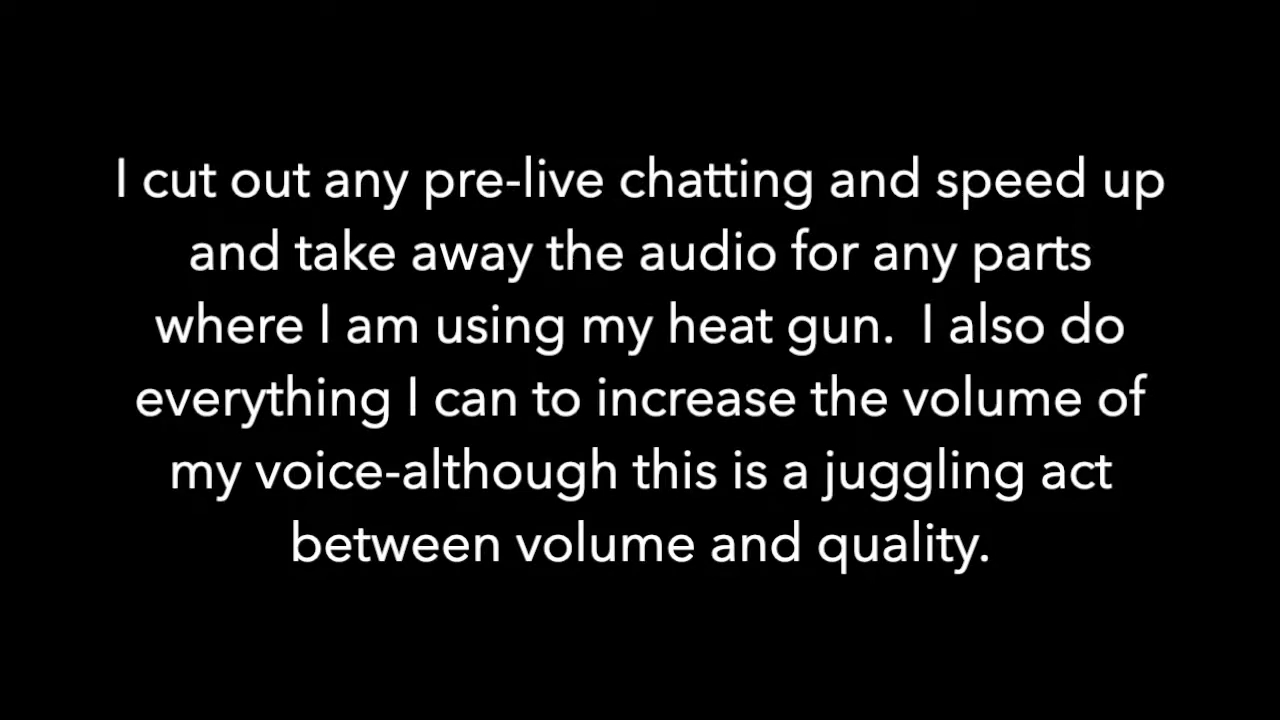 I cut out any pre-live chatting and speed up
and take away the audio for any parts
where I am using my heat gun.  I also do
everything I can to increase the volume of
my voice-although this is a juggling act
between volume and quality.